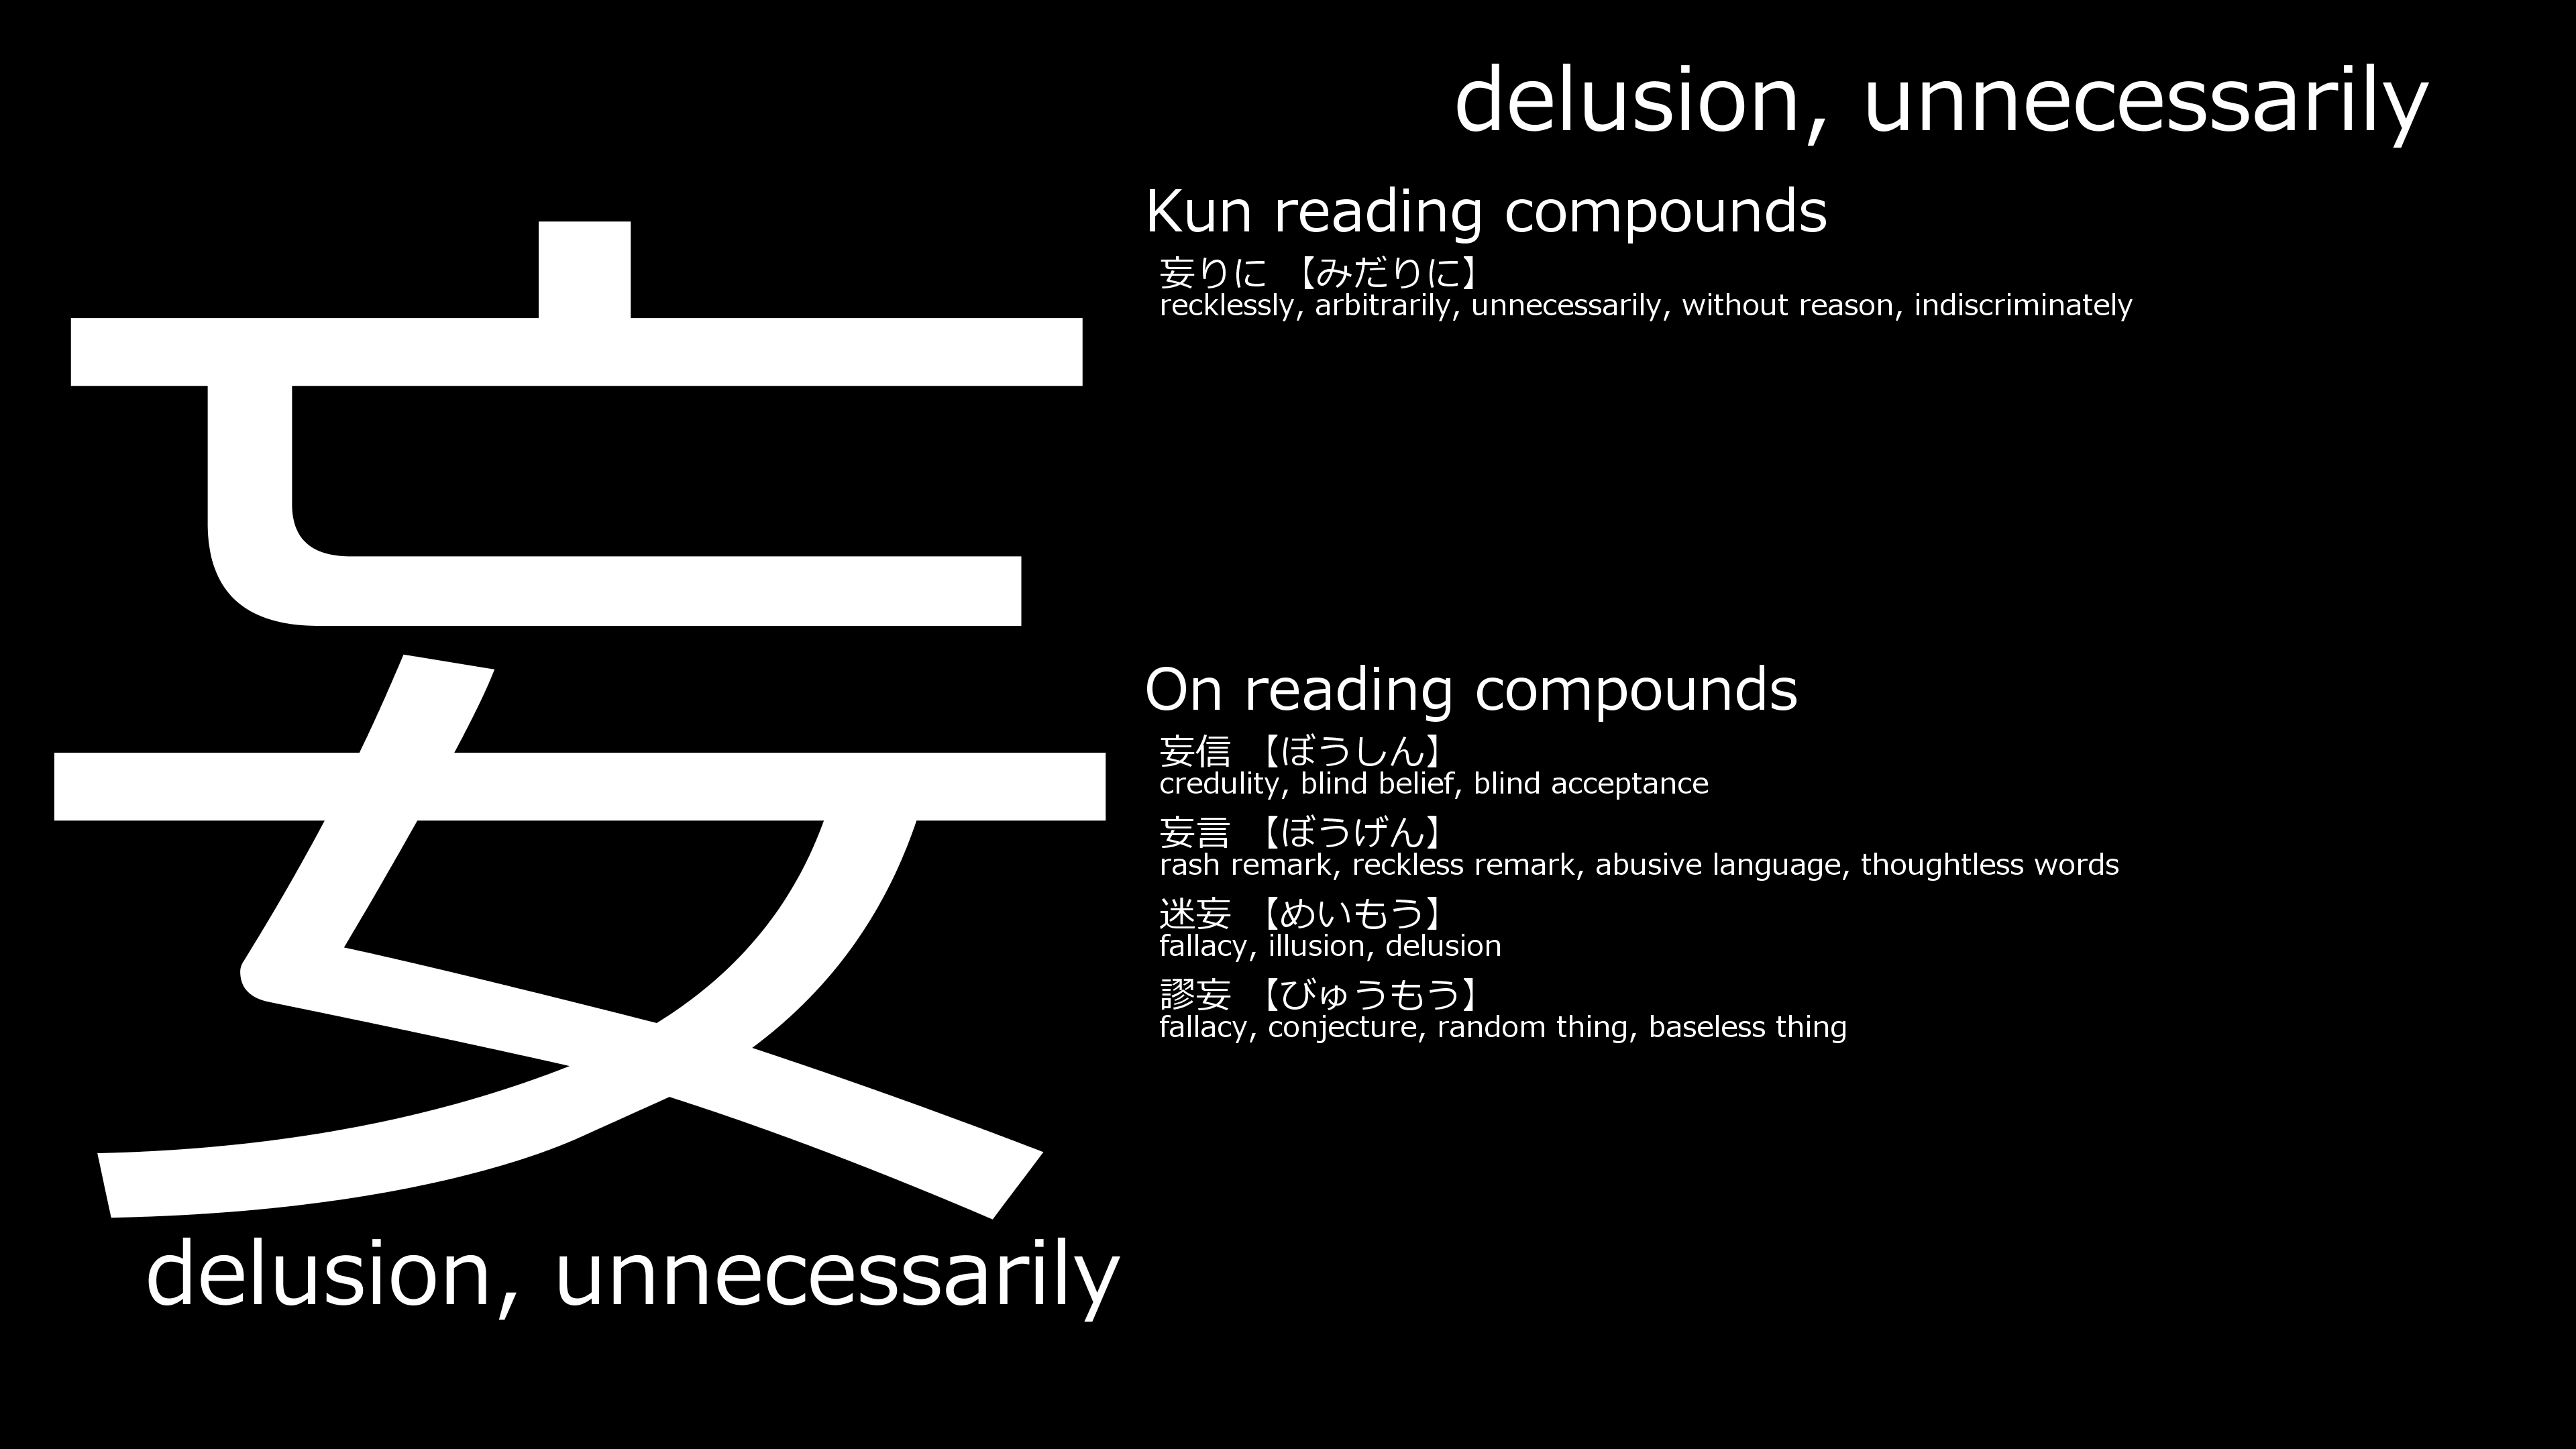 妄
delusion, unnecessarily
delusion, unnecessarily
Kun reading compounds
妄りに 【みだりに】
recklessly, arbitrarily, unnecessarily, without reason, indiscriminately
On reading compounds
妄信 【ぼうしん】
credulity, blind belief, blind acceptance
妄言 【ぼうげん】
rash remark, reckless remark, abusive language, thoughtless words
迷妄 【めいもう】
fallacy, illusion, delusion
謬妄 【びゅうもう】
fallacy, conjecture, random thing, baseless thing